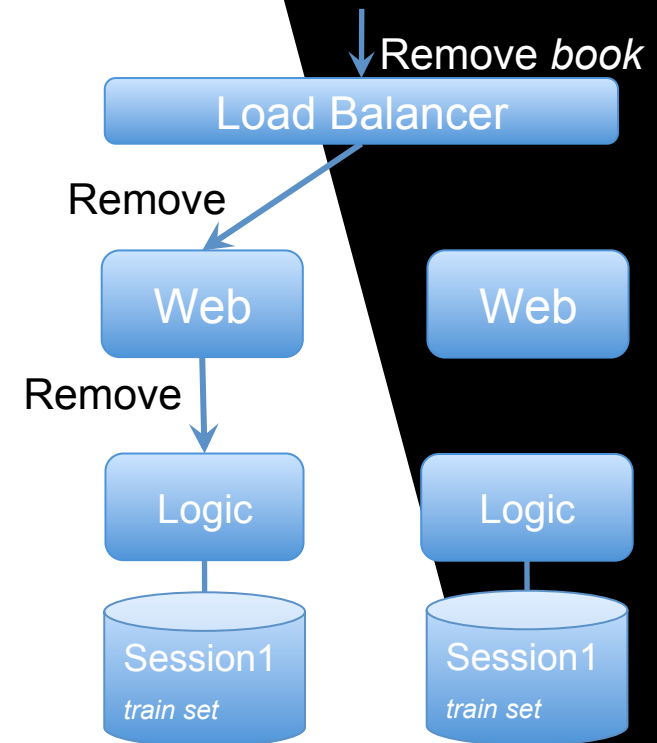 Remove book
Load Balancer
Remove
Web
Web
Remove
Logic
Logic
Session1
train set
Session1
train set